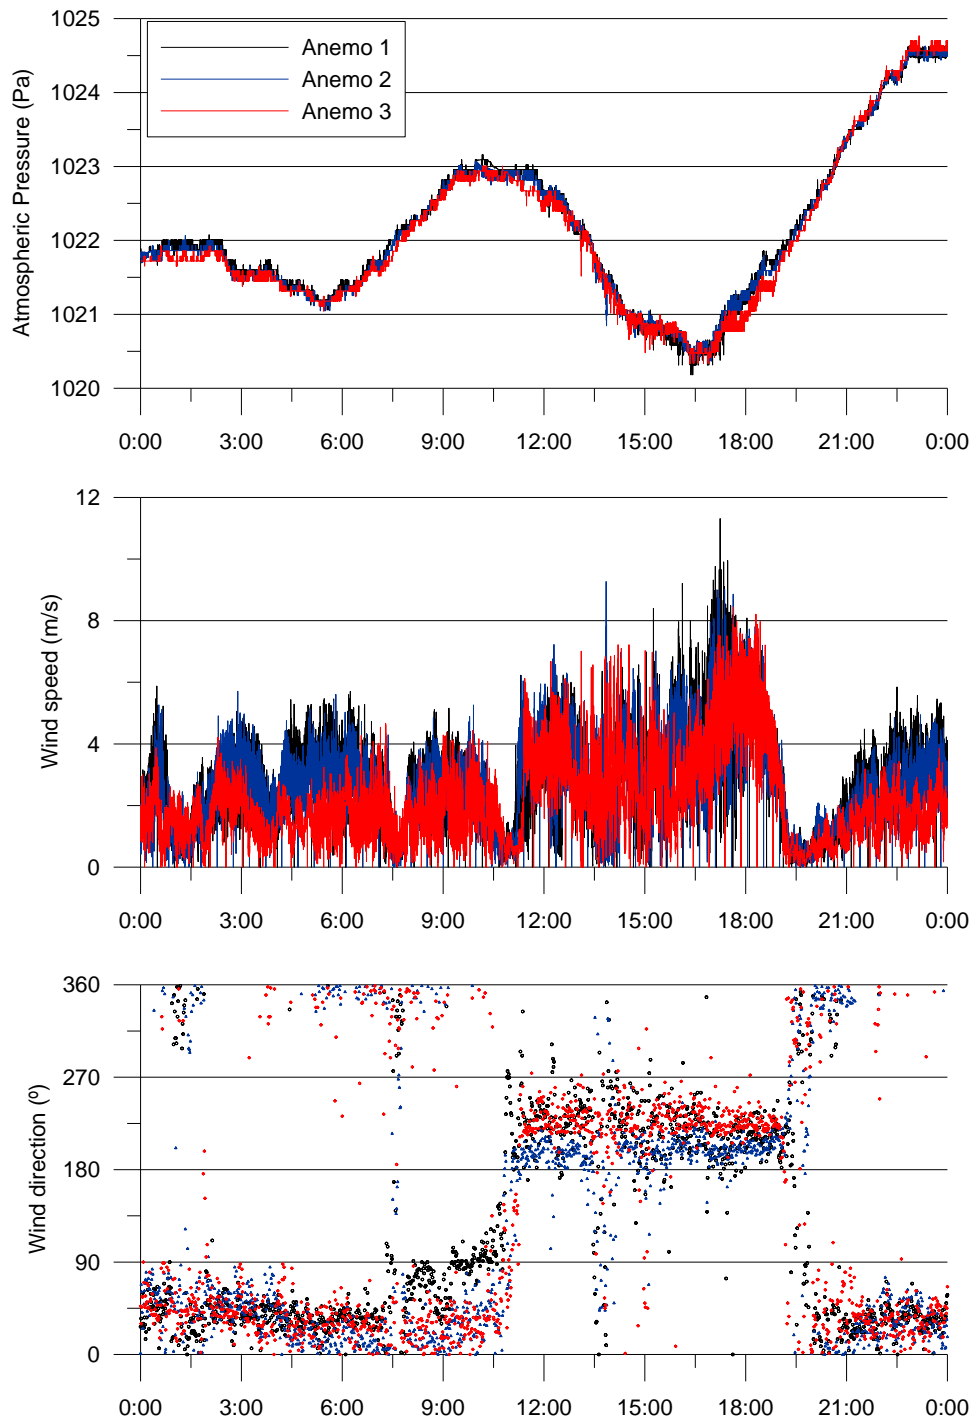 1025
1024
1023
1022
1021
1020
Atmospheric Pressure (Pa)
Anemo 1
Anemo 2
Anemo 3
0:00 3:00 6:00 9:00 12:00 15:00 18:00 21:00 0:00
12
8
4
0
Wind speed (m/s)
0:00 3:00 6:00 9:00 12:00 15:00 18:00 21:00 0:00
360
270
180
90
0
Wind direction (º)
0:00 3:00 6:00 9:00 12:00 15:00 18:00 21:00 0:00